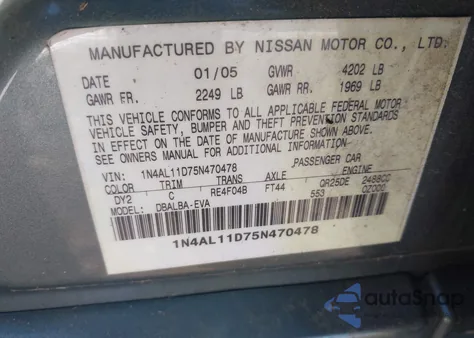 MANUFACTURED BY NISSAN MOTOR CO., LTD.
DATE 01/05 GVWR 4202 LB
GAWR FR. 2249 LB GAWR RR. 1969 LB
THIS VEHICLE CONFORMS TO ALL APPLICABLE FEDERAL MOTOR
VEHICLE SAFETY, BUMPER AND THEFT PREVENTION STANDARDS
IN EFFECT ON THE DATE OF MANUFACTURE SHOWN ABOVE.
SEE OWNERS MANUAL FOR ADDITIONAL INFORMATION
VIN: 1N4AL11D75N470478 PASSENGER CAR
COLOR TRIM TRANS AXLE ENGINE
DY2 C RE4F04B FT44 QR25DE 2488CC
MODEL: DBALBA-EVA 553 0Z000
1N4AL11D75N470478
autoSnap